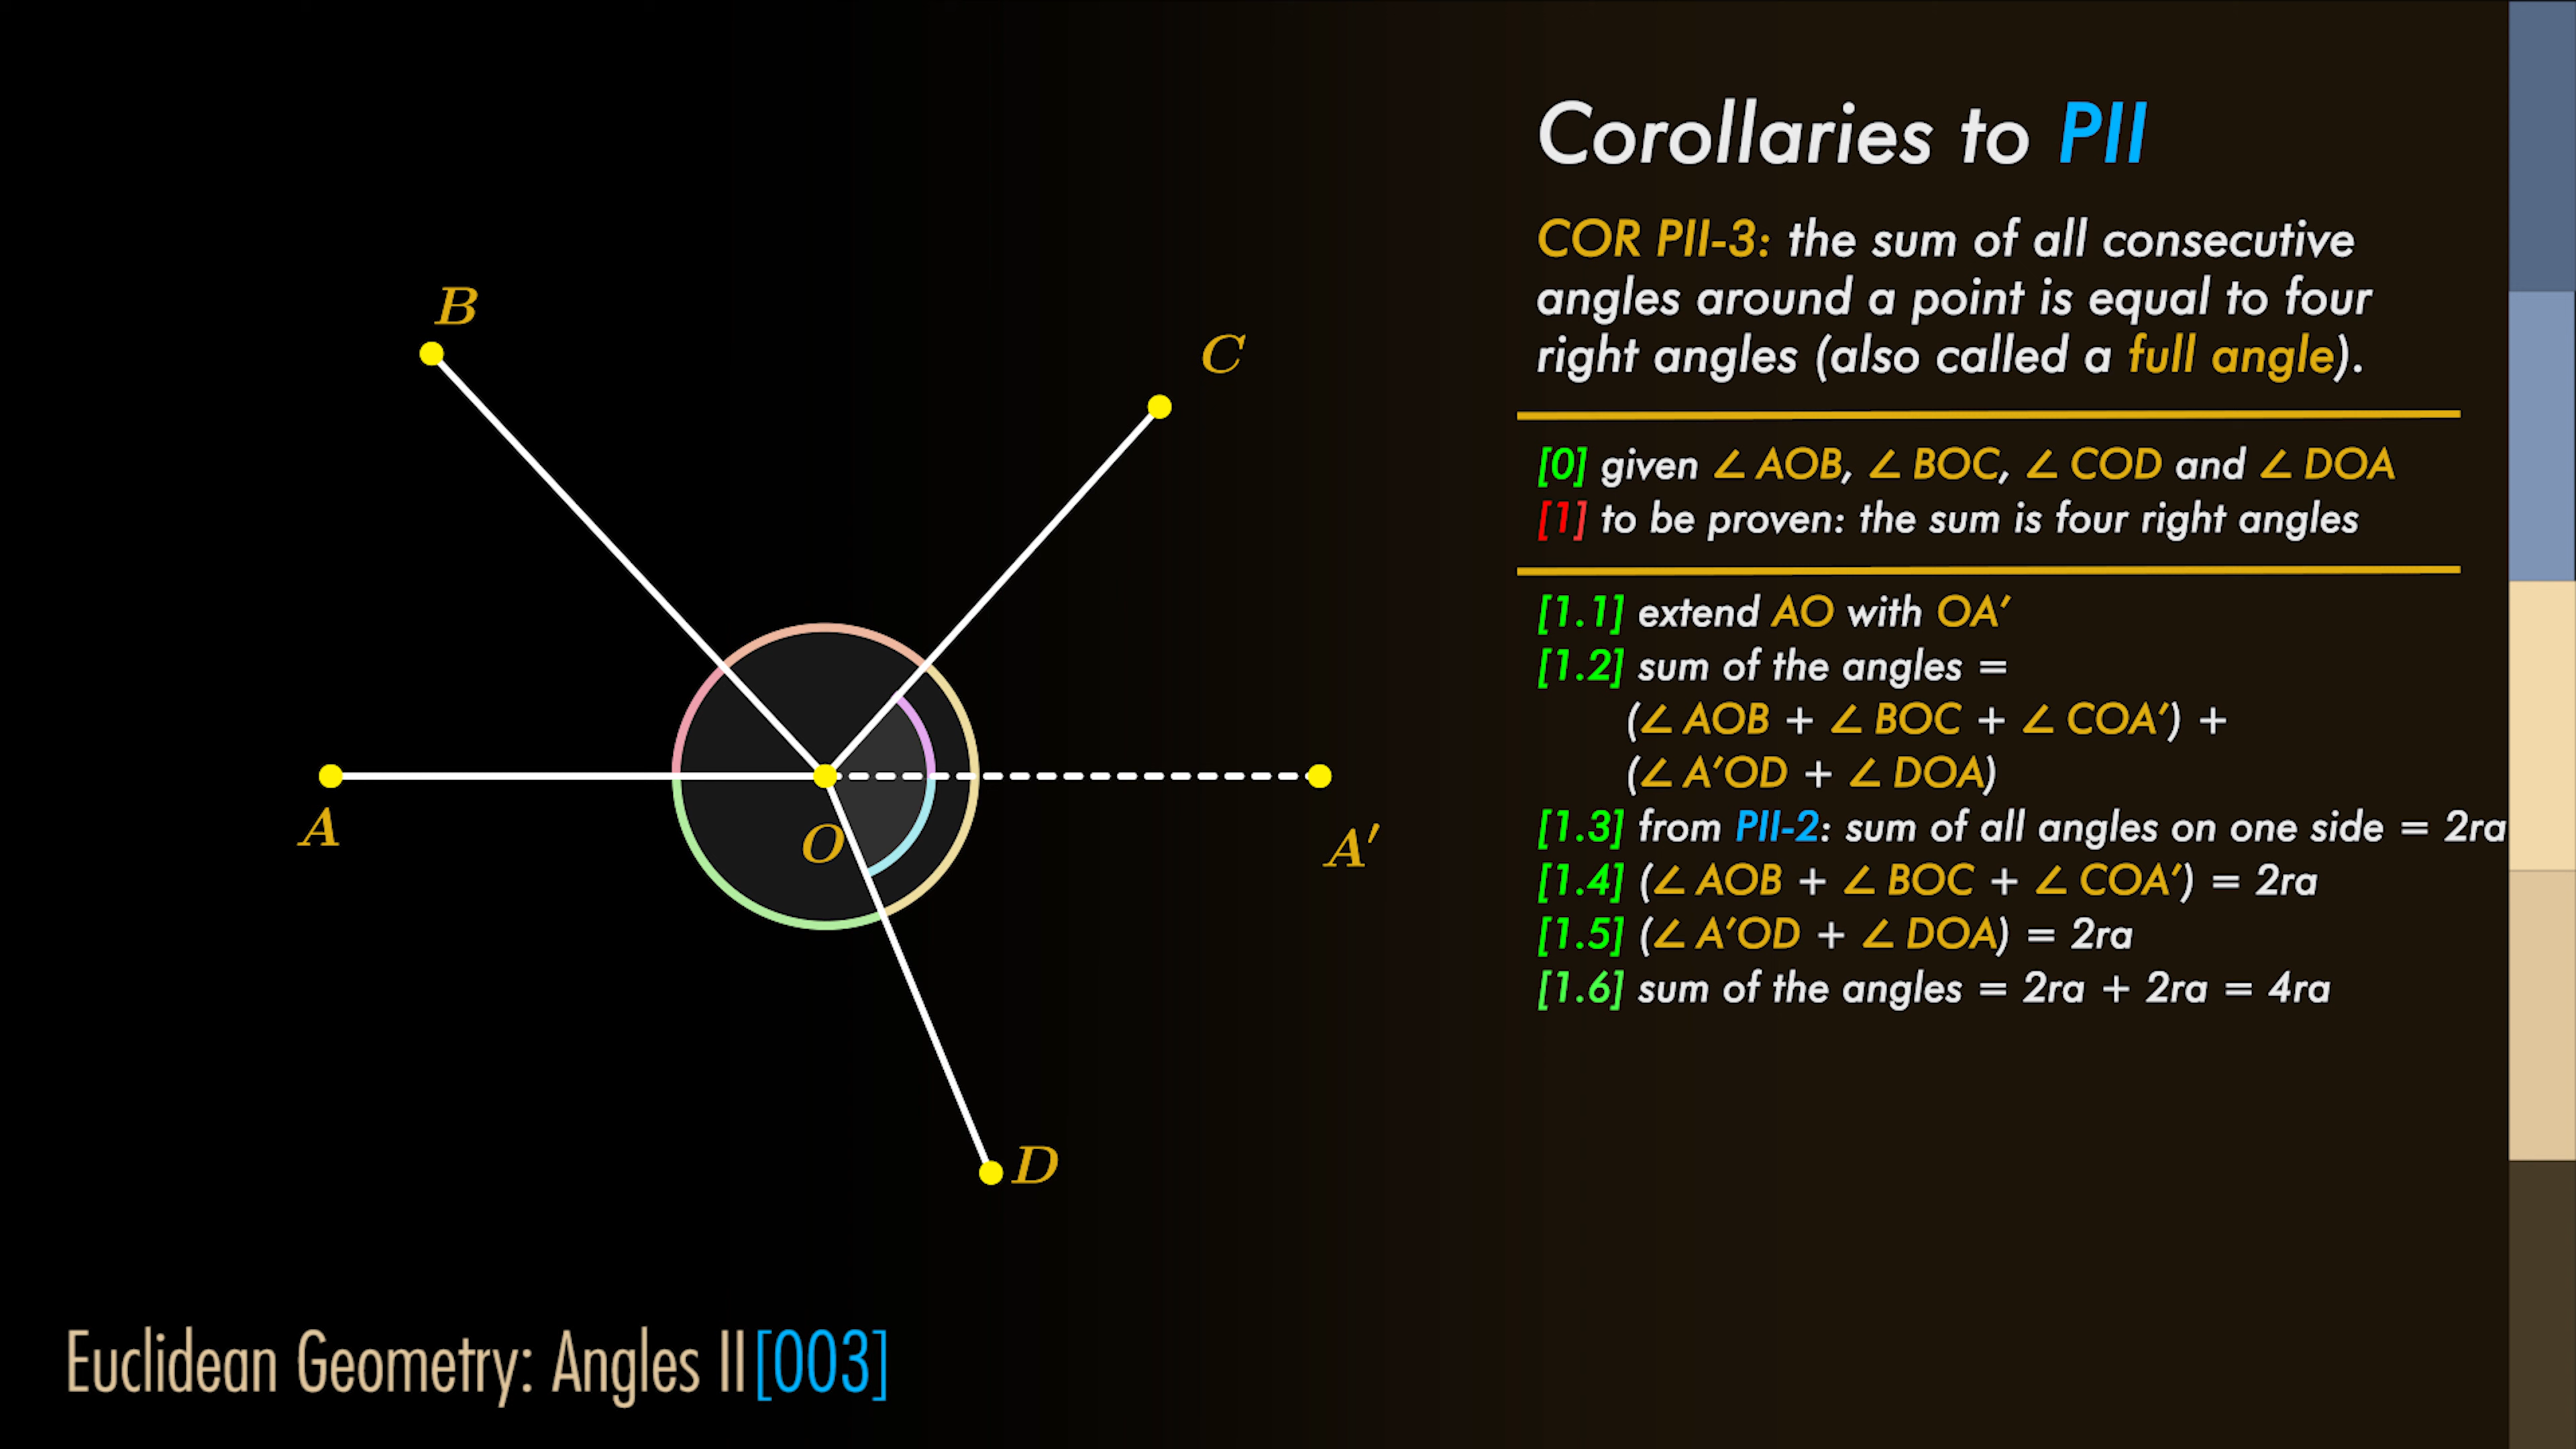 Corollaries to PII
COR PII-3: the sum of all consecutive
angles around a point is equal to four
right angles (also called a full angle).
[0] given ∠ AOB, ∠ BOC, ∠ COD and ∠ DOA
[1] to be proven: the sum is four right angles
[1.1] extend AO with OA′
[1.2] sum of the angles =
(∠ AOB + ∠ BOC + ∠ COA′) +
(∠ A′OD + ∠ DOA)
[1.3] from PII-2: sum of all angles on one side = 2ra
[1.4] (∠ AOB + ∠ BOC + ∠ COA′) = 2ra
[1.5] (∠ A′OD + ∠ DOA) = 2ra
[1.6] sum of the angles = 2ra + 2ra = 4ra
B
C
A
O
A′
D
Euclidean Geometry: Angles II [003]